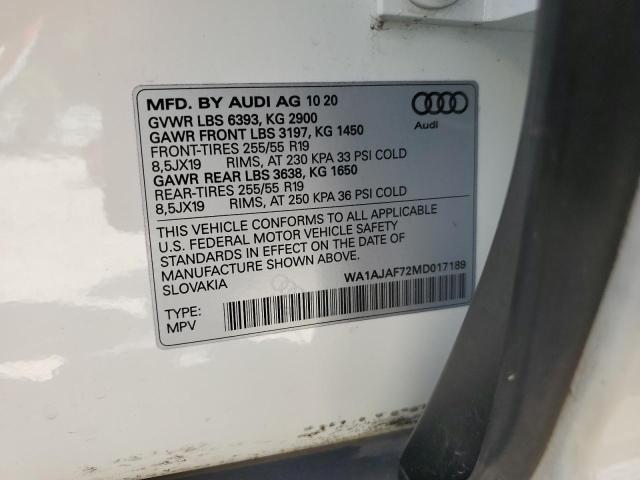 MFD. BY AUDI AG 10 20
GVWR LBS 6393, KG 2900
GAWR FRONT LBS 3197, KG 1450
FRONT-TIRES 255/55 R19
8,5JX19 RIMS, AT 230 KPA 33 PSI COLD
GAWR REAR LBS 3638, KG 1650
REAR-TIRES 255/55 R19
8,5JX19 RIMS, AT 250 KPA 36 PSI COLD
Audi
THIS VEHICLE CONFORMS TO ALL APPLICABLE
U.S. FEDERAL MOTOR VEHICLE SAFETY
STANDARDS IN EFFECT ON THE DATE OF
MANUFACTURE SHOWN ABOVE.
SLOVAKIA
WA1AJAF72MD017189
TYPE:
MPV